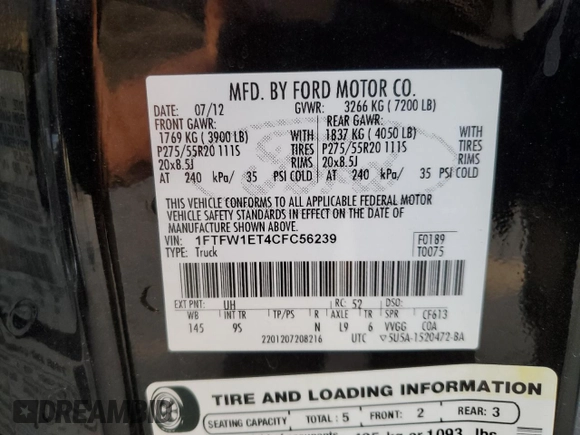 MFD. BY FORD MOTOR CO.
DATE: 07/12 GVWR: 3266 KG ( 7200 LB)
FRONT GAWR: REAR GAWR:
1769 KG ( 3900 LB) WITH 1837 KG ( 4050 LB) WITH
P275/55R20 111S TIRES P275/55R20 111S TIRES
20x8.5J RIMS 20x8.5J RIMS
AT 240 kPa/ 35 PSI COLD AT 240 kPa/ 35 PSI COLD
THIS VEHICLE CONFORMS TO ALL APPLICABLE FEDERAL MOTOR
VEHICLE SAFETY STANDARDS IN EFFECT ON THE DATE OF
MANUFACTURE SHOWN ABOVE.
VIN: 1FTFW1ET4CFC56239 F0189
TYPE: Truck T0075
EXT PNT: UH RC: 52 DSO:
WB INT TR TP/PS R AXLE TR SPR CF613
145 9S N L9 6 VVGG COA
2201207208216 UTC SU5A-1520472-BA
TIRE AND LOADING INFORMATION
SEATING CAPACITY TOTAL: 5 FRONT: 2 REAR: 3
1093 lbs
DREAMBID